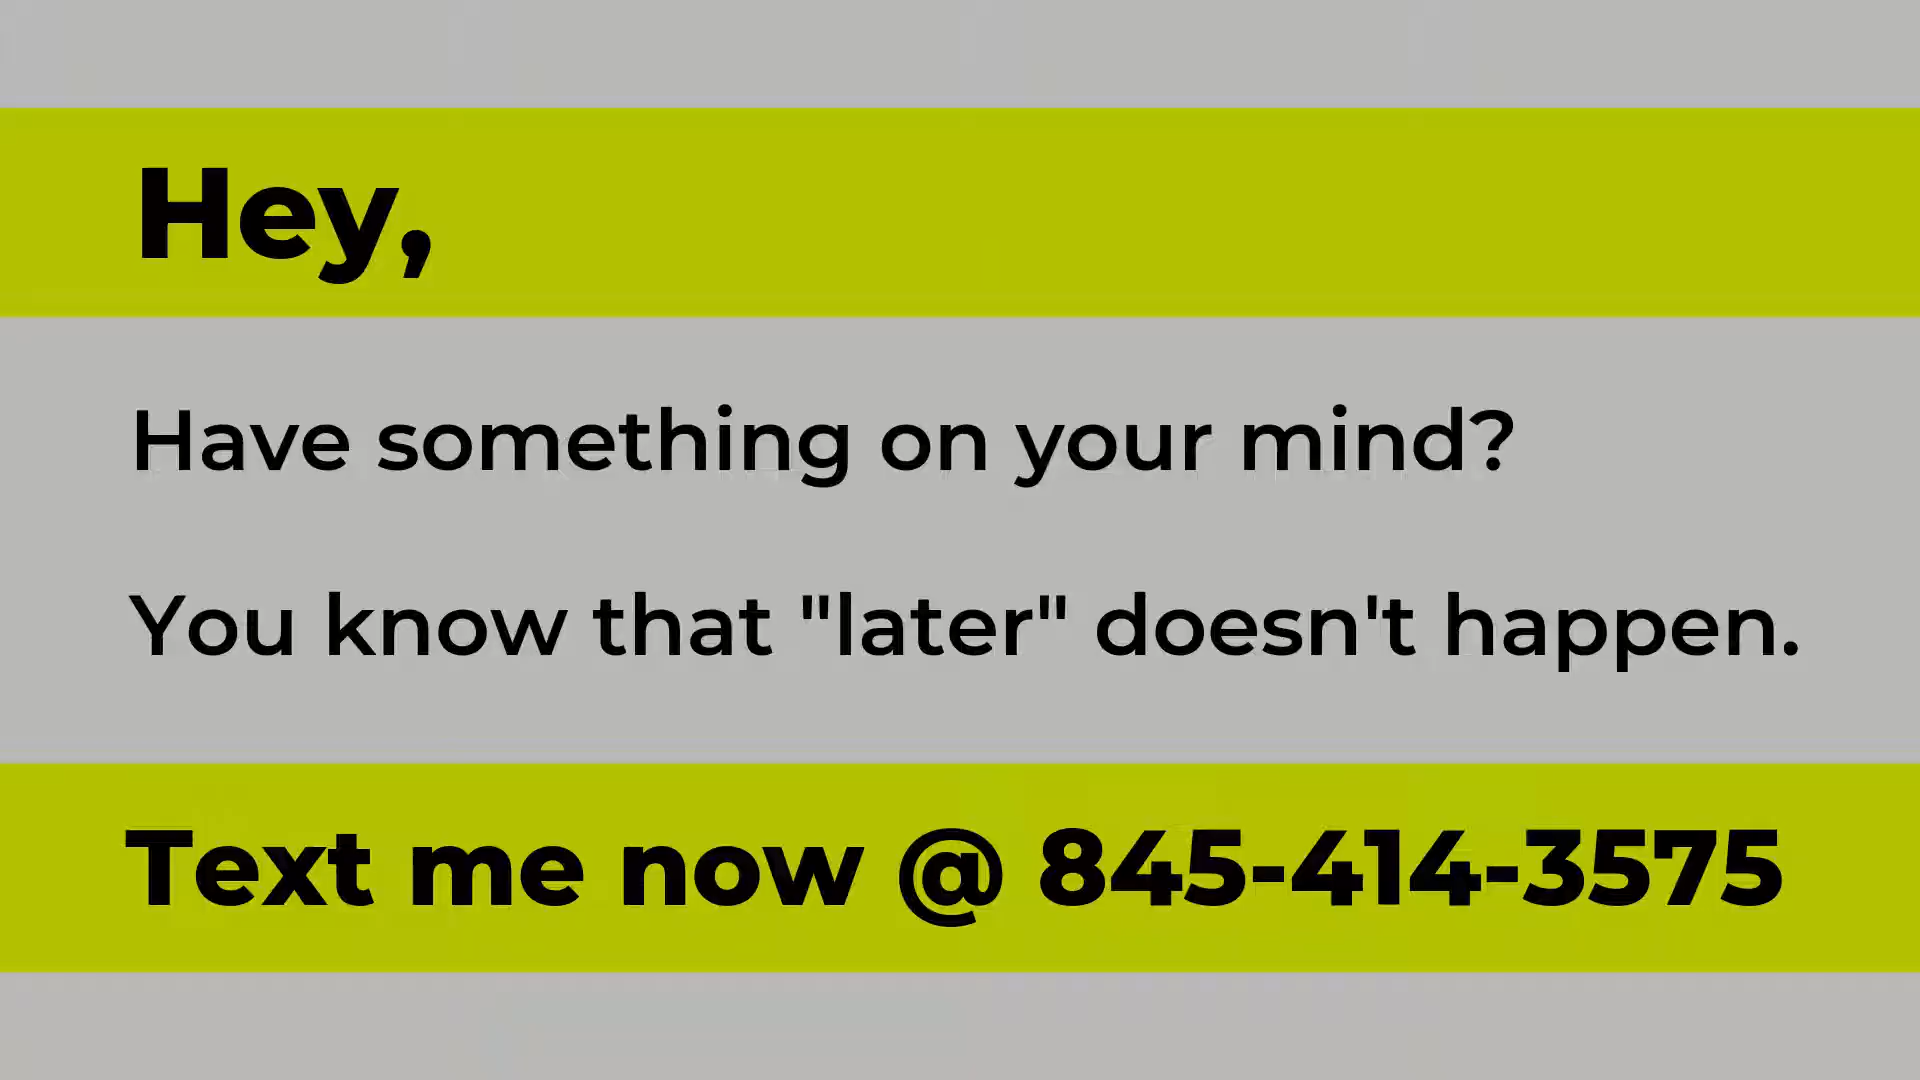 Hey,
Have something on your mind?
You know that "later" doesn't happen.
Text me now @ 845-414-3575